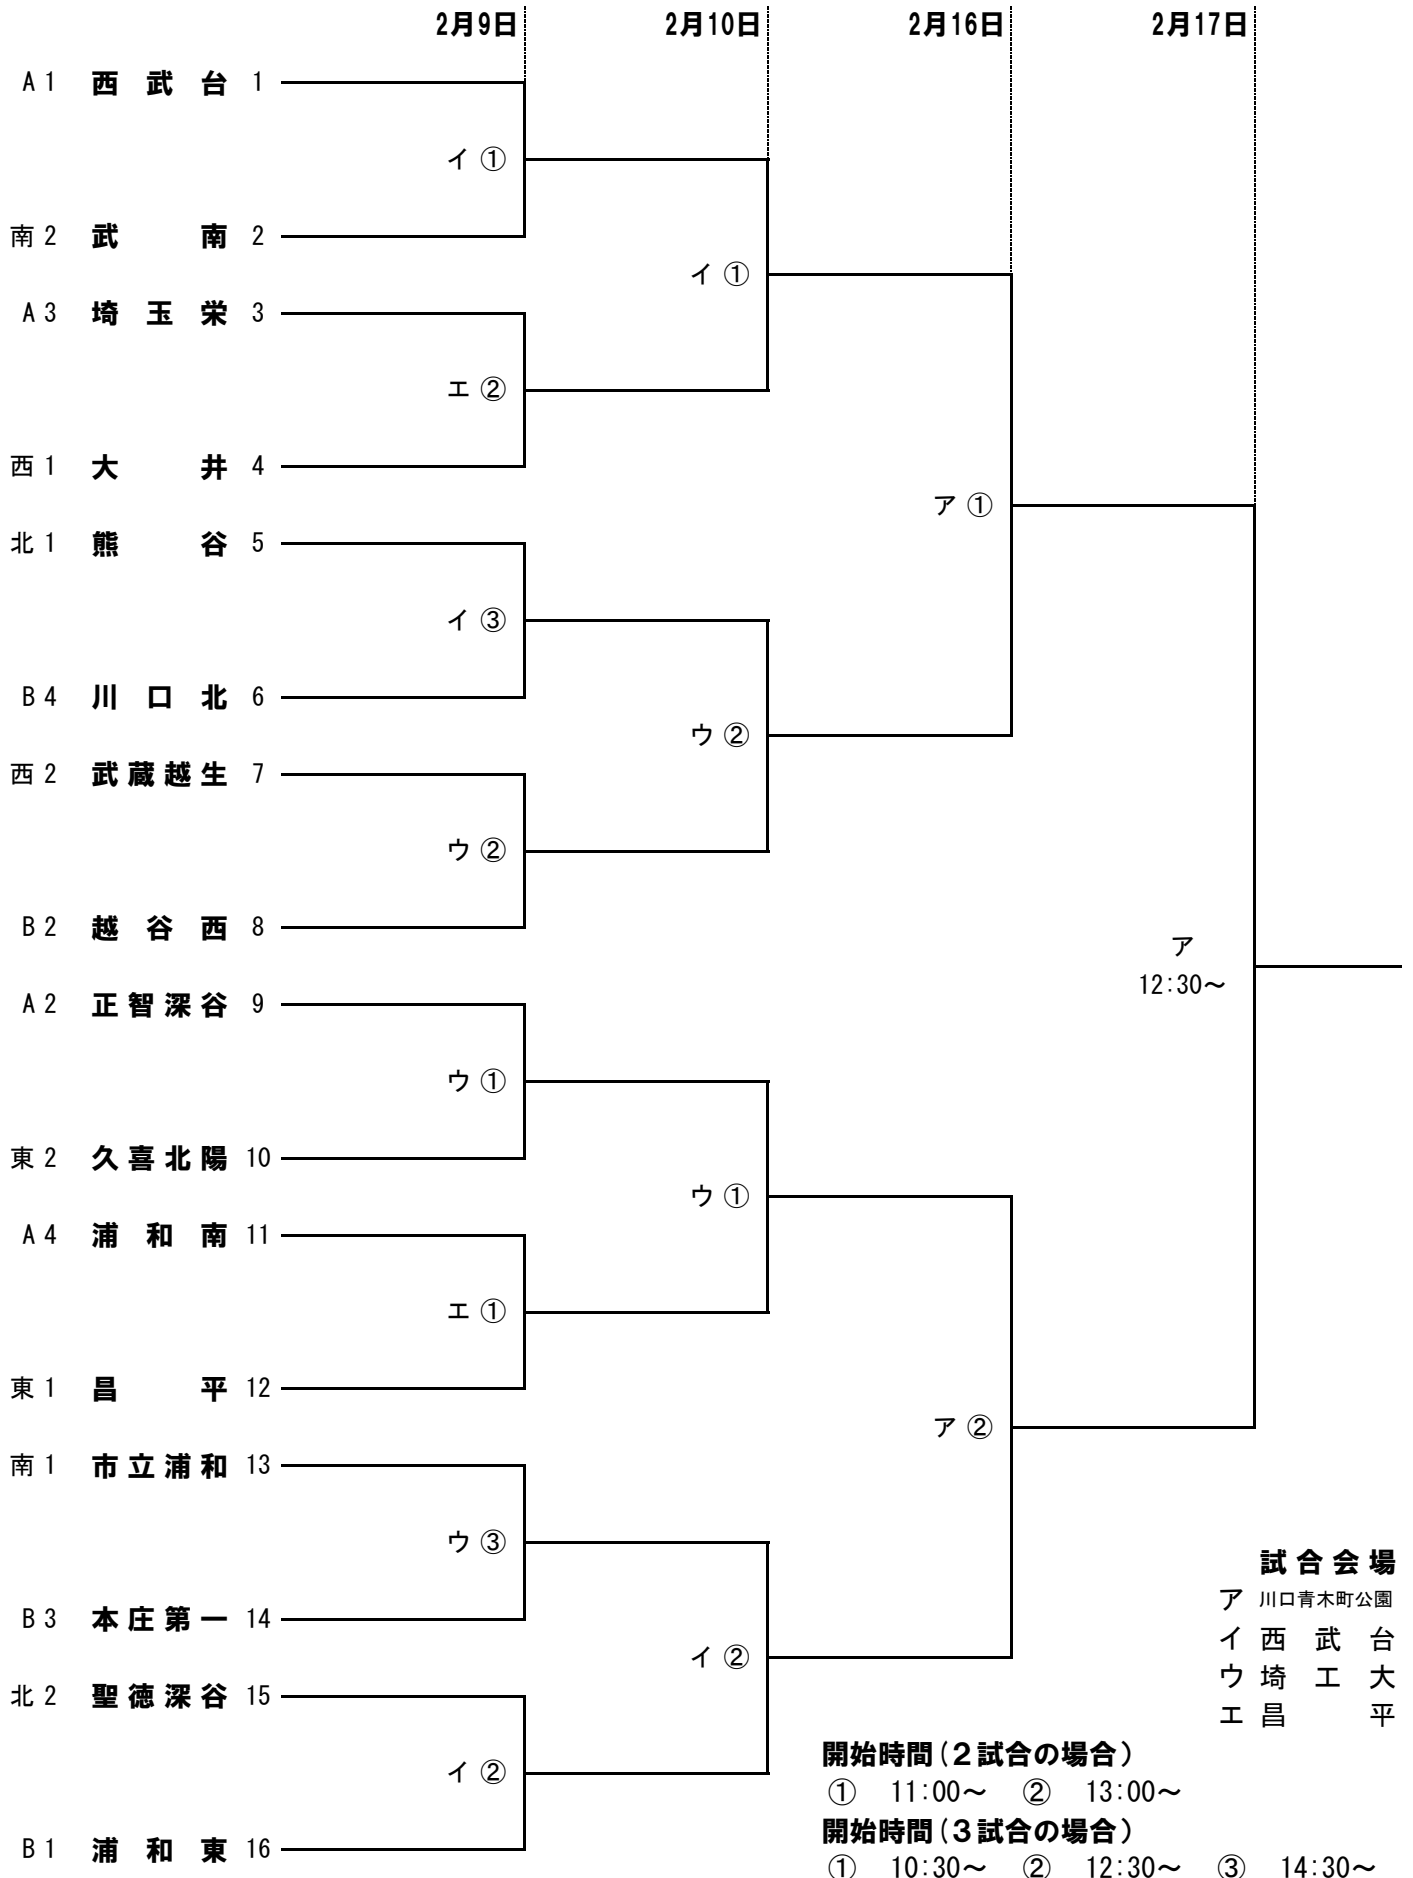 2月9日 2月10日 2月16日 2月17日
A1 西武台 1
イ ①
南2 武南 2
イ ①
A3 埼玉栄 3
エ ②
西1 大井 4
ア ①
北1 熊谷 5
イ ③
B4 川口北 6
ウ ②
西2 武蔵越生 7
ウ ②
B2 越谷西 8
ア
12:30～
A2 正智深谷 9
ウ ①
東2 久喜北陽 10
ウ ①
A4 浦和南 11
エ ①
東1 昌平 12
ア ②
南1 市立浦和 13
ウ ③
B3 本庄第一 14
イ ②
北2 聖徳深谷 15
イ ②
B1 浦和東 16
試合会場
ア 川口青木町公園
イ 西武台
ウ 埼工大
エ 昌平
開始時間(2試合の場合)
① 11:00～ ② 13:00～
開始時間(3試合の場合)
① 10:30～ ② 12:30～ ③ 14:30～